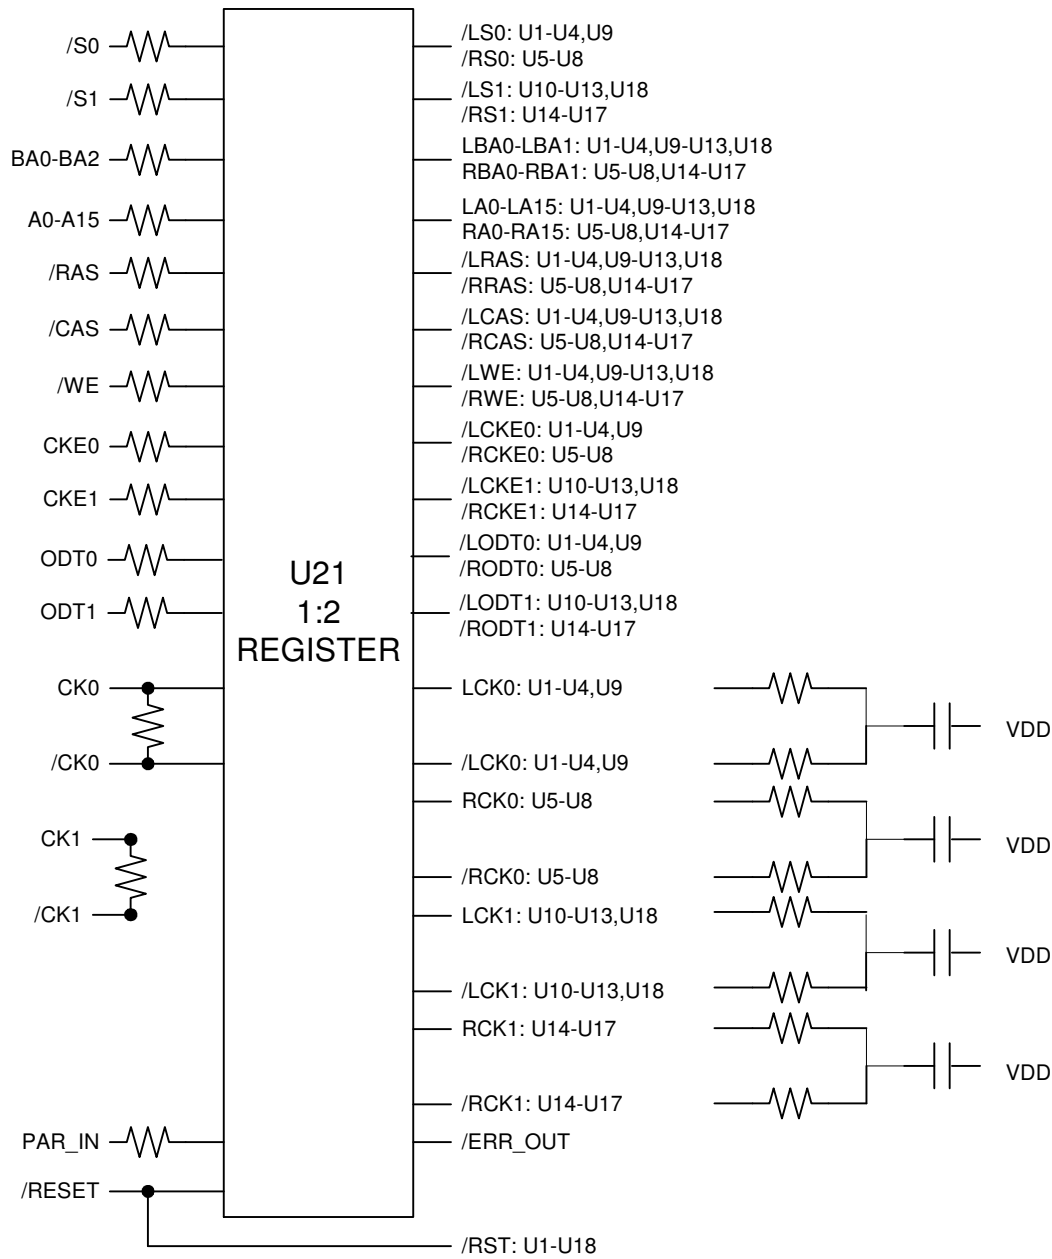 /S0
/LS0: U1-U4,U9
/RS0: U5-U8
/S1
/LS1: U10-U13,U18
/RS1: U14-U17
BA0-BA2
LBA0-LBA1: U1-U4,U9-U13,U18
RBA0-RBA1: U5-U8,U14-U17
A0-A15
LA0-LA15: U1-U4,U9-U13,U18
RA0-RA15: U5-U8,U14-U17
/RAS
/LRAS: U1-U4,U9-U13,U18
/RRAS: U5-U8,U14-U17
/CAS
/LCAS: U1-U4,U9-U13,U18
/RCAS: U5-U8,U14-U17
/WE
/LWE: U1-U4,U9-U13,U18
/RWE: U5-U8,U14-U17
CKE0
/LCKE0: U1-U4,U9
/RCKE0: U5-U8
CKE1
/LCKE1: U10-U13,U18
/RCKE1: U14-U17
ODT0
/LODT0: U1-U4,U9
/RODT0: U5-U8
ODT1
/LODT1: U10-U13,U18
/RODT1: U14-U17
U21
1:2
REGISTER
CK0
LCK0: U1-U4,U9
VDD
/CK0
/LCK0: U1-U4,U9
RCK0: U5-U8
CK1
VDD
/RCK0: U5-U8
/CK1
LCK1: U10-U13,U18
VDD
/LCK1: U10-U13,U18
RCK1: U14-U17
VDD
/RCK1: U14-U17
PAR_IN
/ERR_OUT
/RESET
/RST: U1-U18